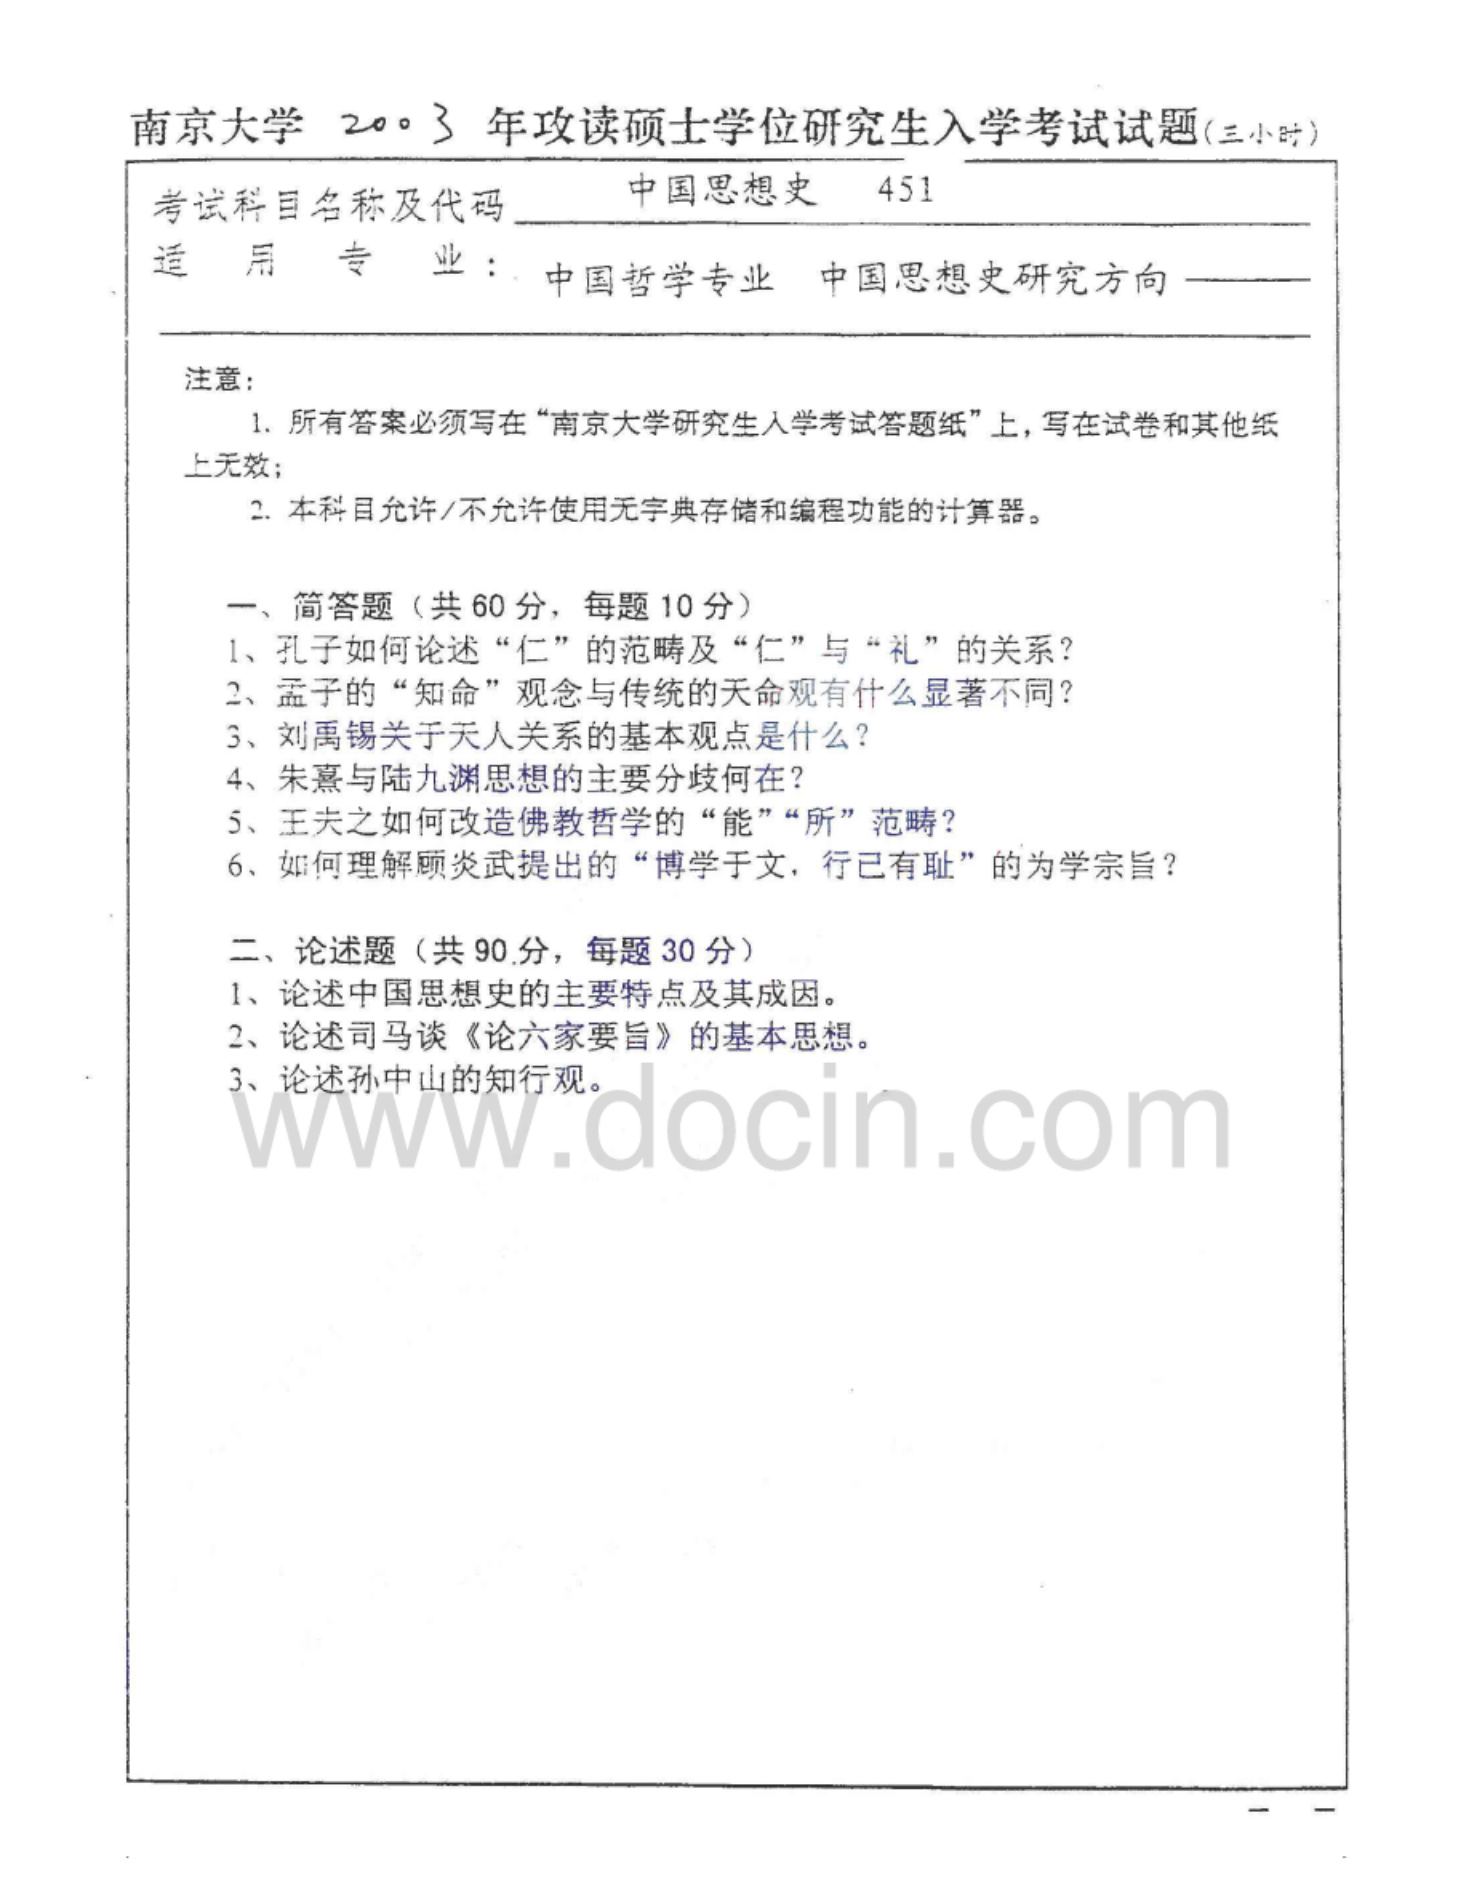 南京大学 2003 年攻读硕士学位研究生入学考试试题(三小时)
考试科目名称及代码 中国思想史 451
适用专业: 中国哲学专业 中国思想史研究方向
注意:
1. 所有答案必须写在“南京大学研究生入学考试答题纸”上,写在试卷和其他纸
上无效;
2. 本科目允许/不允许使用无字典存储和编程功能的计算器。
一、简答题(共60分,每题10分)
1、孔子如何论述“仁”的范畴及“仁”与“礼”的关系?
2、孟子的“知命”观念与传统的天命观有什么显著不同?
3、刘禹锡关于天人关系的基本观点是什么?
4、朱熹与陆九渊思想的主要分歧何在?
5、王夫之如何改造佛教哲学的“能”“所”范畴?
6、如何理解顾炎武提出的“博学于文,行己有耻”的为学宗旨?
二、论述题(共90分,每题30分)
1、论述中国思想史的主要特点及其成因。
2、论述司马谈《论六家要旨》的基本思想。
3、论述孙中山的知行观。
www.docin.com